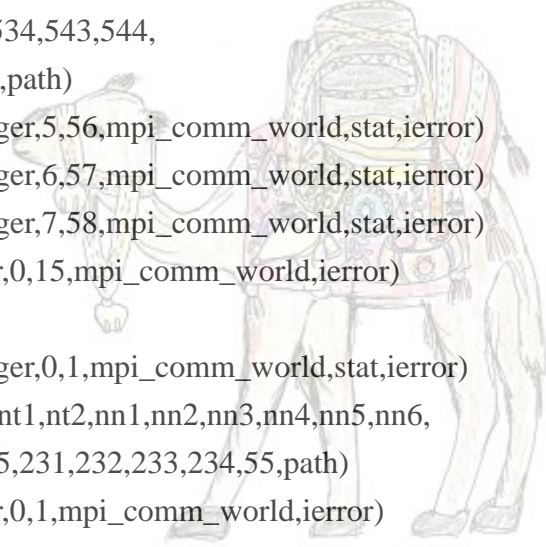 534,543,544,
,path)
ger,5,56,mpi_comm_world,stat,ierror)
ger,6,57,mpi_comm_world,stat,ierror)
ger,7,58,mpi_comm_world,stat,ierror)
r,0,15,mpi_comm_world,ierror)
ger,0,1,mpi_comm_world,stat,ierror)
nt1,nt2,nn1,nn2,nn3,nn4,nn5,nn6,
5,231,232,233,234,55,path)
r,0,1,mpi_comm_world,ierror)